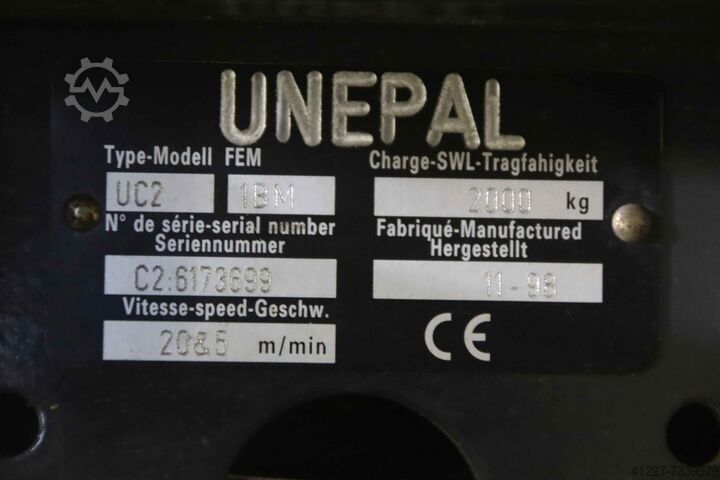 UNEPAL
Type-Modell FEM
Charge-SWL-Tragfahigkeit
UC2 1BM
2000 kg
N° de série-serial number
Seriennummer
Fabriqué-Manufactured
Hergestellt
C2:6173699
11-98
Vitesse-speed-Geschw.
20&5 m/min
CE
41227-7339979